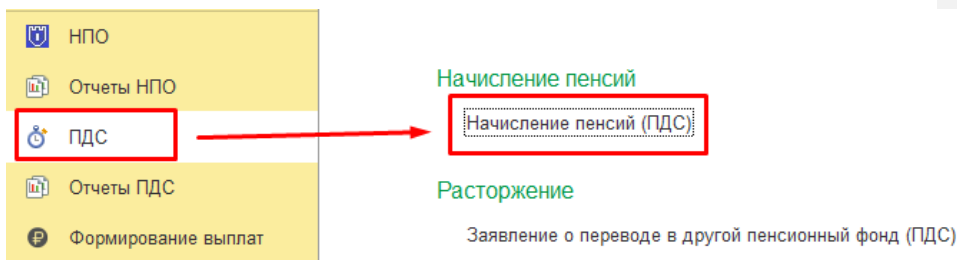 НПО
Отчеты НПО
ПДС
Отчеты ПДС
Формирование выплат
Начисление пенсий
Начисление пенсий (ПДС)
Расторжение
Заявление о переводе в другой пенсионный фонд (ПДС)